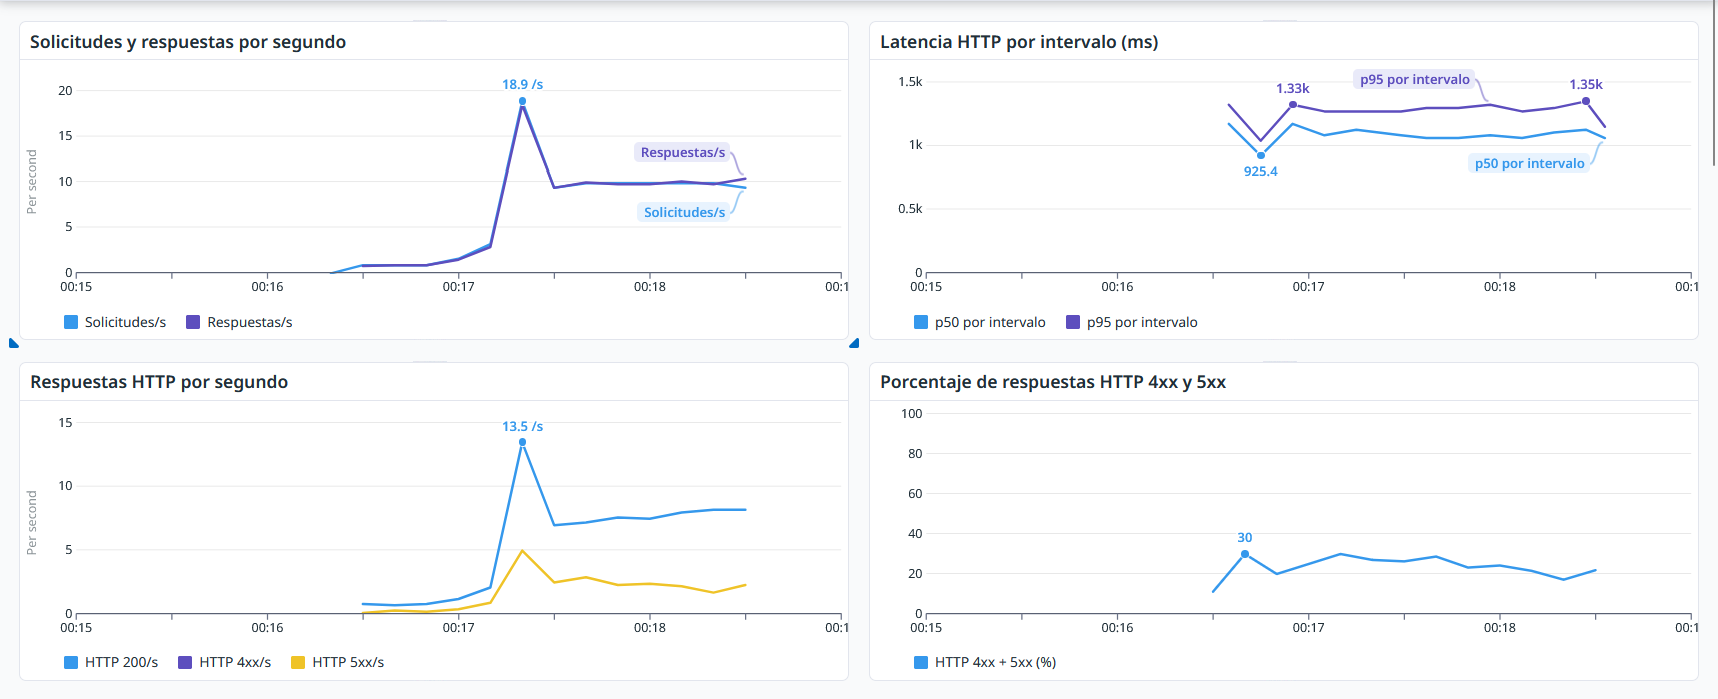 Solicitudes y respuestas por segundo
18.9 /s
20
15
10
5
0
Per second
Respuestas/s
Solicitudes/s
00:15
00:16
00:17
00:18
00:1
Solicitudes/s
Respuestas/s
Latencia HTTP por intervalo (ms)
1.5k
1k
0.5k
0
p95 por intervalo
1.33k
1.35k
925.4
p50 por intervalo
00:15
00:16
00:17
00:18
00:1
p50 por intervalo
p95 por intervalo
Respuestas HTTP por segundo
13.5 /s
15
10
5
0
Per second
00:15
00:16
00:17
00:18
00:1
HTTP 200/s
HTTP 4xx/s
HTTP 5xx/s
Porcentaje de respuestas HTTP 4xx y 5xx
100
80
60
40
20
0
30
00:15
00:16
00:17
00:18
00:1
HTTP 4xx + 5xx (%)